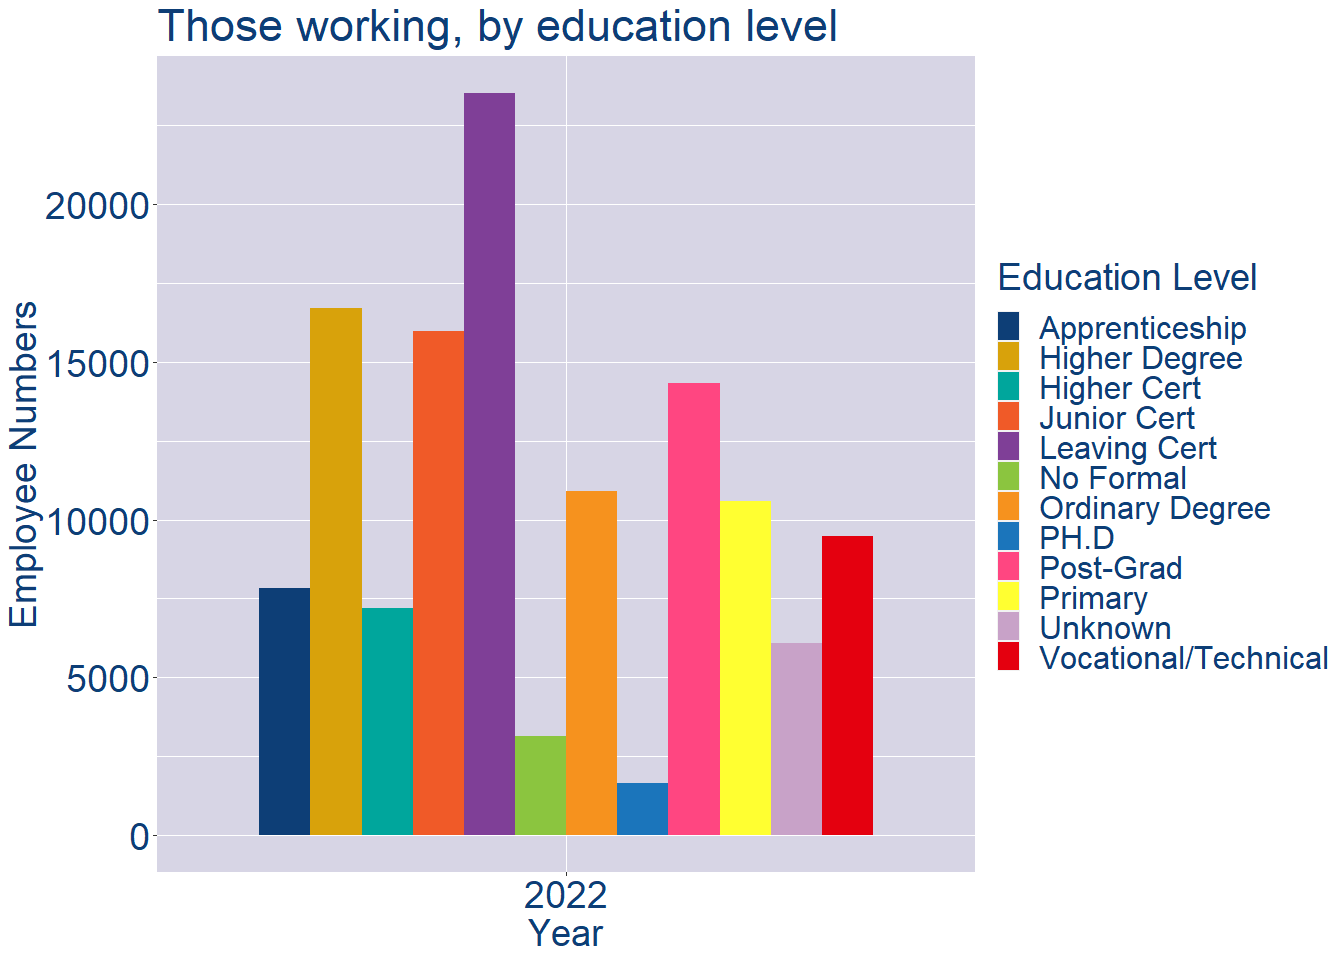 Those working, by education level
Employee Numbers
20000
15000
10000
5000
0
2022
Year
Education Level
Apprenticeship
Higher Degree
Higher Cert
Junior Cert
Leaving Cert
No Formal
Ordinary Degree
PH.D
Post-Grad
Primary
Unknown
Vocational/Technical